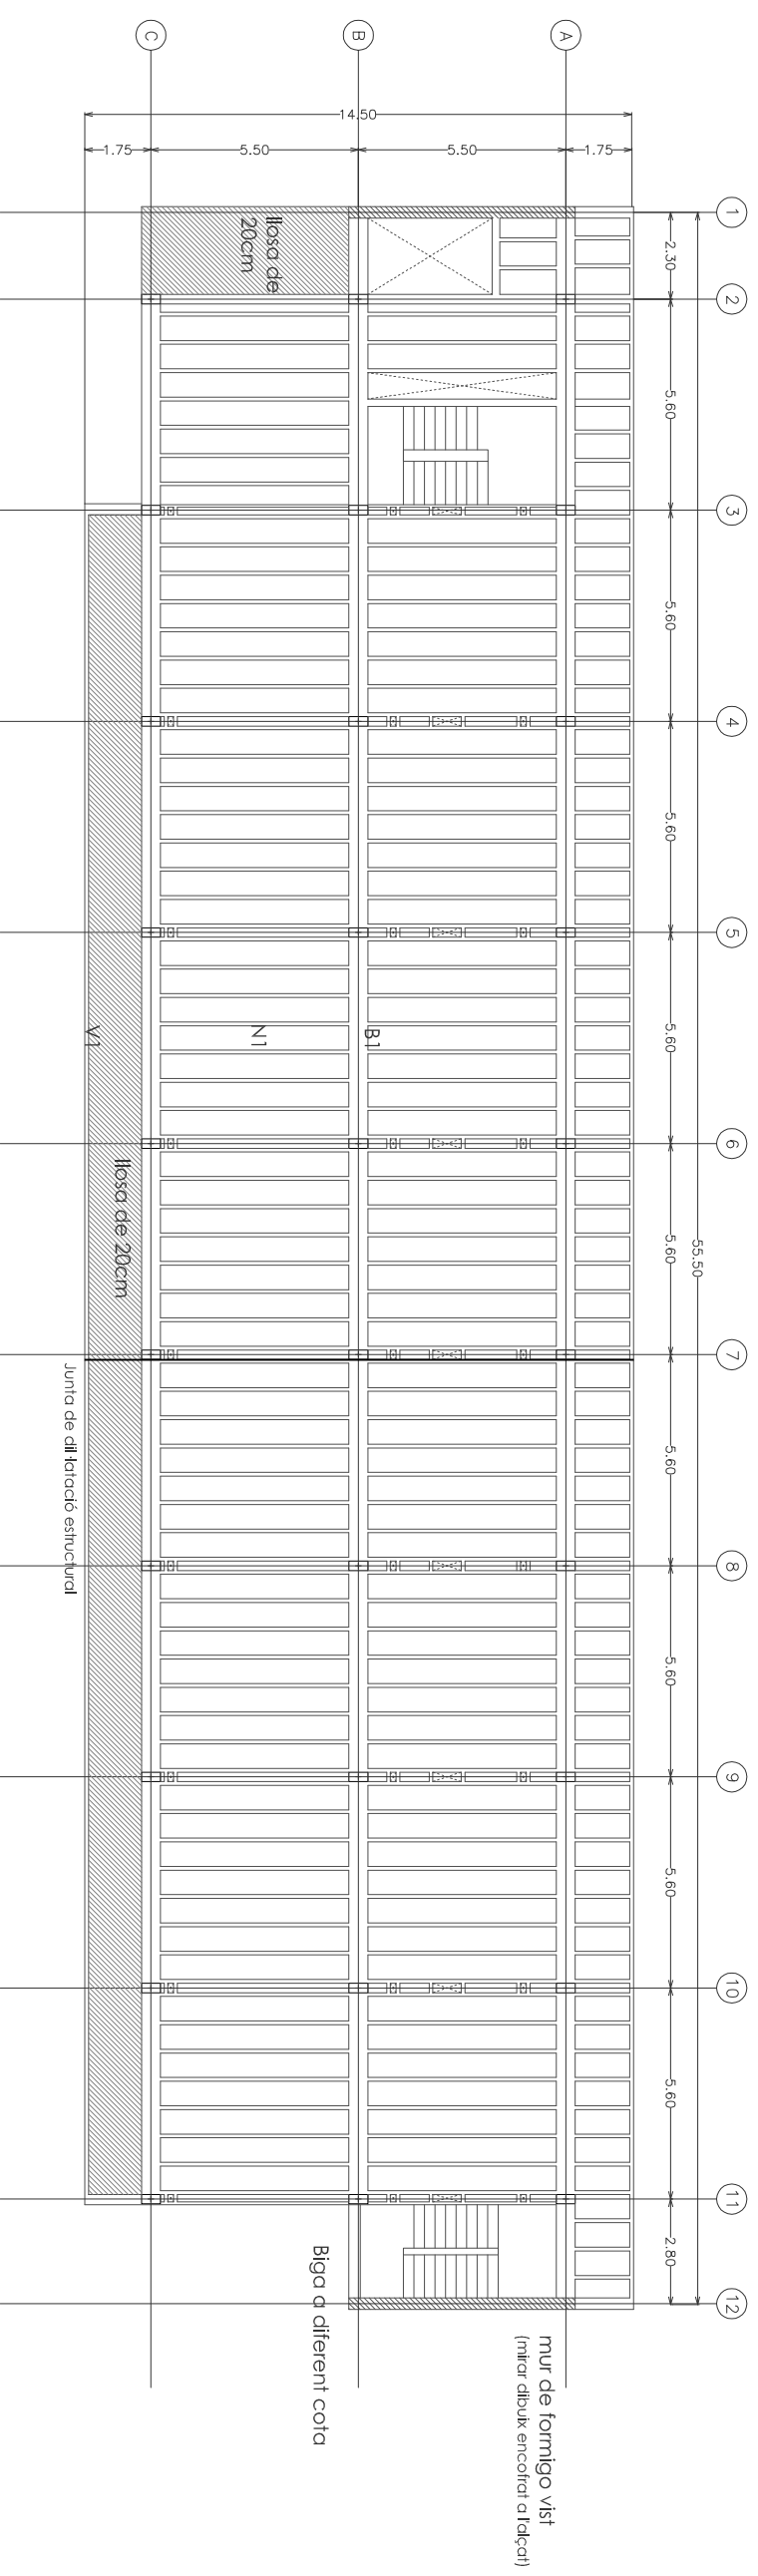 C
B
A
14.50
1.75
5.50
5.50
1.75
1
2
3
4
5
6
7
8
9
10
11
12
2.30
5.60
5.60
5.60
5.60
5.60
5.60
5.60
5.60
5.60
2.80
55.50
llosa de
20cm
V1
N1
B1
llosa de 20cm
Junta de dil·latació estructural
Biga a diferent cota
mur de formigo vist
(mirar dibuix encofrat a l'alçat)